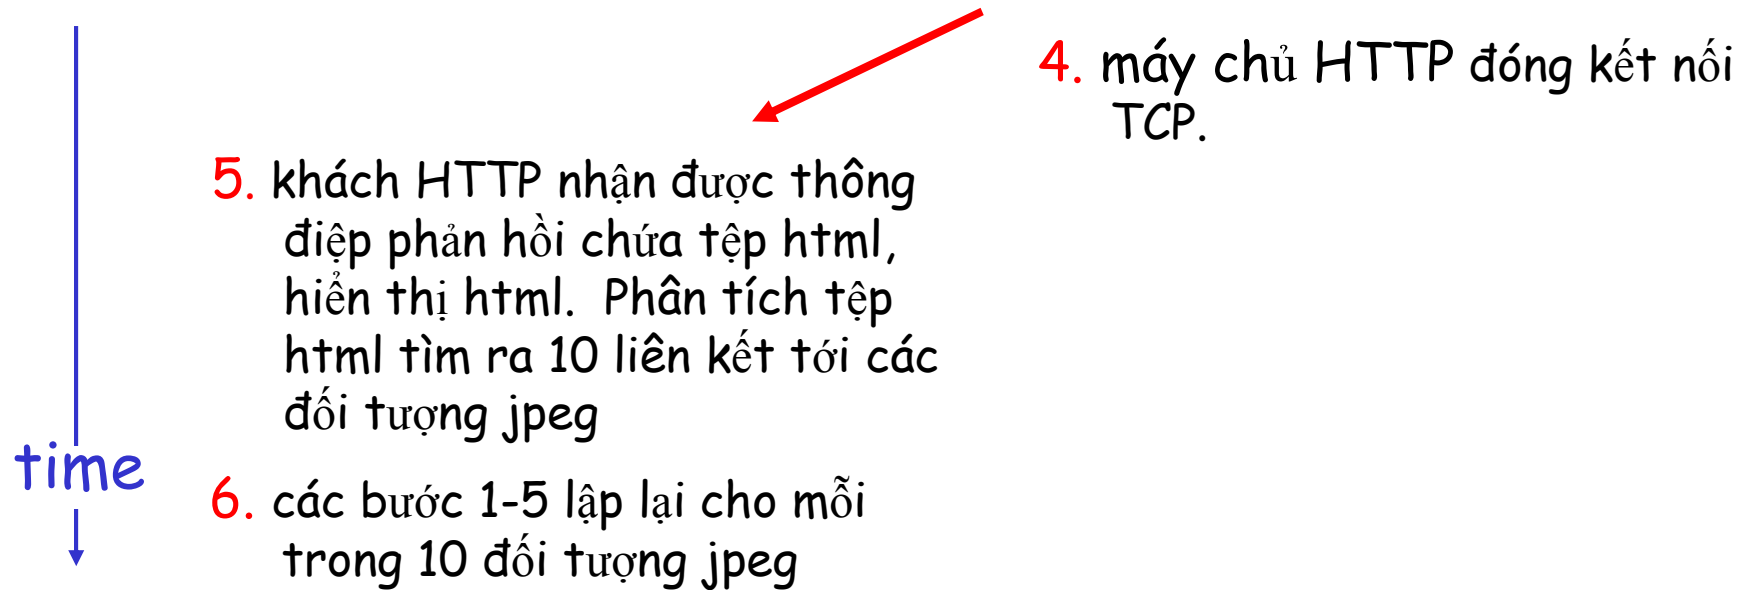 4. máy chủ HTTP đóng kết nối
TCP.
5. khách HTTP nhận được thông
điệp phản hồi chứa tệp html,
hiển thị html. Phân tích tệp
html tìm ra 10 liên kết tới các
đối tượng jpeg
time
6. các bước 1-5 lập lại cho mỗi
trong 10 đối tượng jpeg